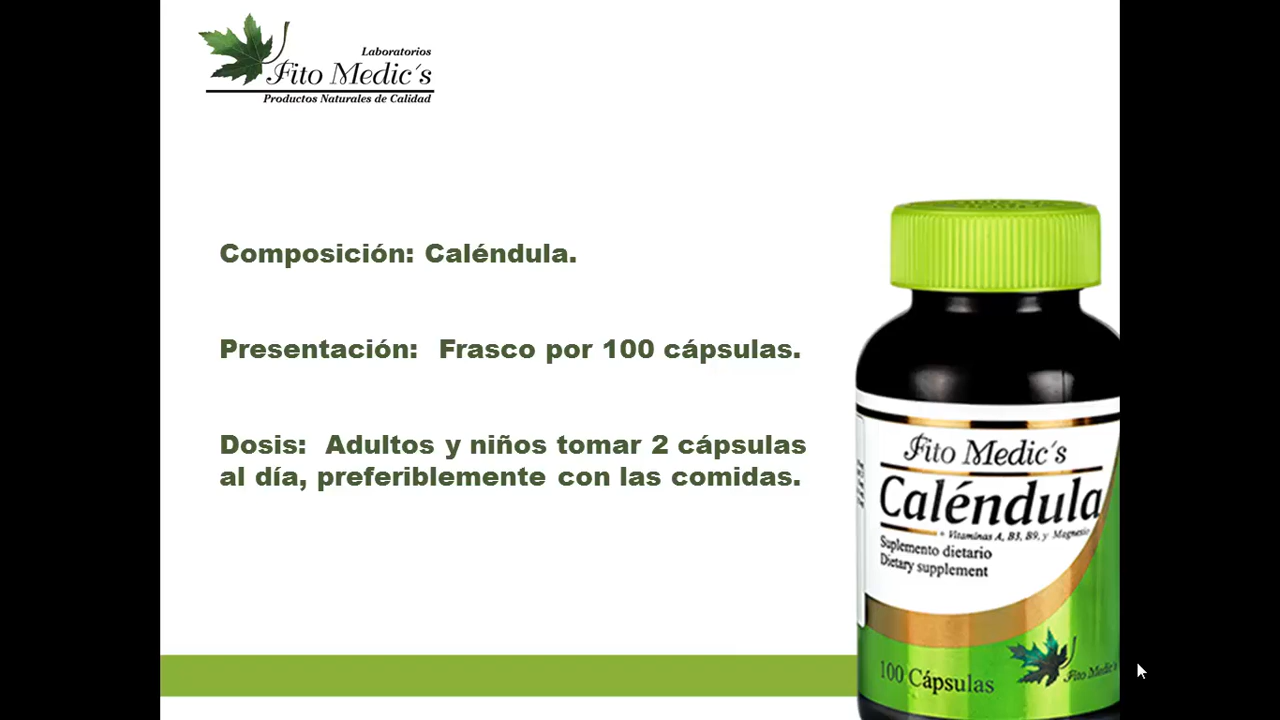 Laboratorios
Fito Medic´s
Productos Naturales de Calidad
Composición: Caléndula.
Presentación: Frasco por 100 cápsulas.
Dosis: Adultos y niños tomar 2 cápsulas
al día, preferiblemente con las comidas.
Fito Medic´s
Caléndula
+ Vitaminas A, B3, B9, y Magnesio
Suplemento dietario
Dietary supplement
100 Cápsulas
Fito Medic´s